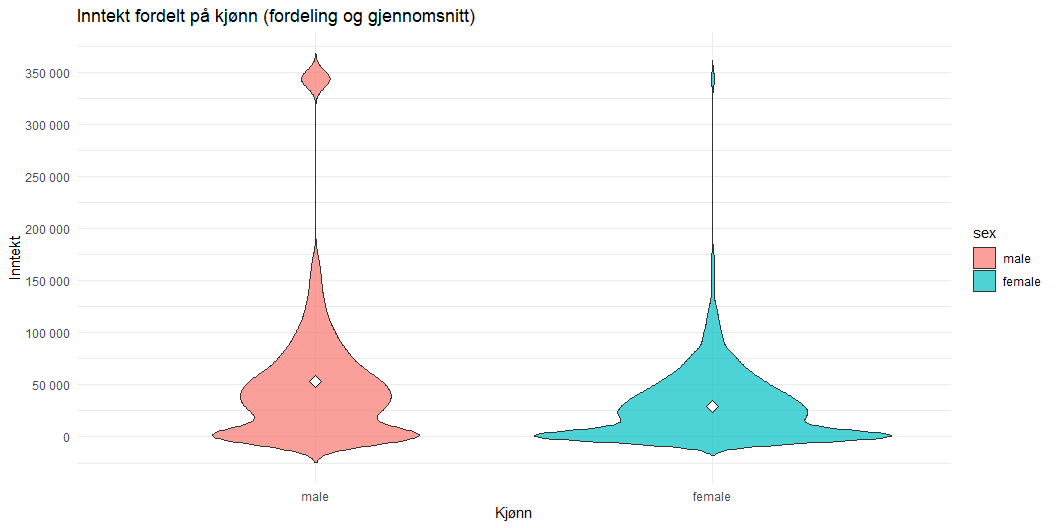 Inntekt fordelt på kjønn (fordeling og gjennomsnitt)
350 000
300 000
250 000
200 000
150 000
100 000
50 000
0
Inntekt
male
female
Kjønn
sex
male
female